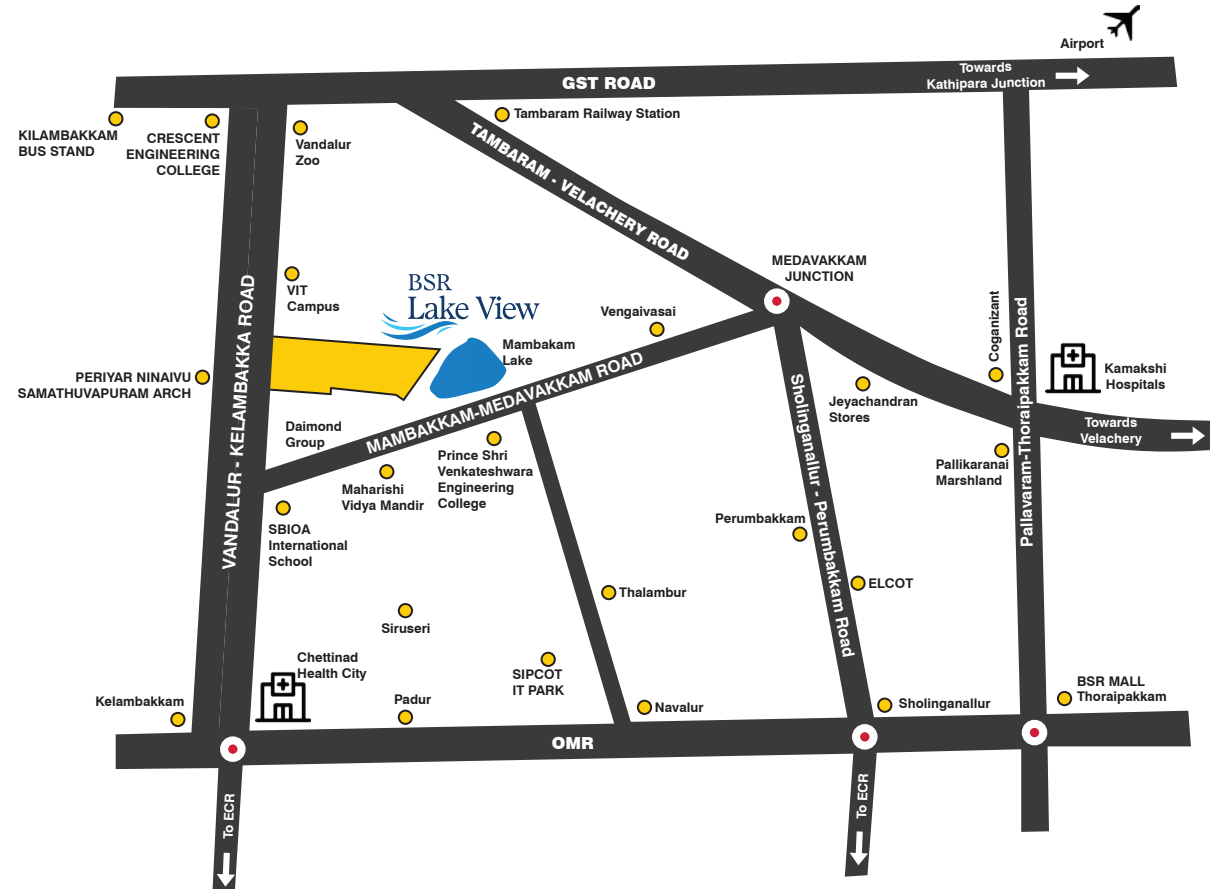 Airport
GST ROAD
Towards
Kathipara Junction
KILAMBAKKAM
BUS STAND
CRESCENT
ENGINEERING
COLLEGE
Vandalur
Zoo
Tambaram Railway Station
TAMBARAM - VELACHERY ROAD
MEDAVAKKAM
JUNCTION
VIT
Campus
BSR
Lake View
Vengaivasai
Mambakam
Lake
Coganizant
Pallavaram-Thoraipakkam Road
Kamakshi
Hospitals
PERIYAR NINAIVU
SAMATHUVAPURAM ARCH
VANDALUR - KELAMBAKKA ROAD
MAMBAKKAM-MEDAVAKKAM ROAD
Jeyachandran
Stores
Towards
Velachery
Daimond
Group
Prince Shri
Venkateshwara
Engineering
College
Maharishi
Vidya Mandir
Pallikaranai
Marshland
SBIOA
International
School
Perumbakkam
Sholinganallur - Perumbakkam Road
ELCOT
Thalambur
Siruseri
Chettinad
Health City
SIPCOT
IT PARK
Kelambakkam
Padur
Navalur
Sholinganallur
BSR MALL
Thoraipakkam
OMR
To ECR
To ECR